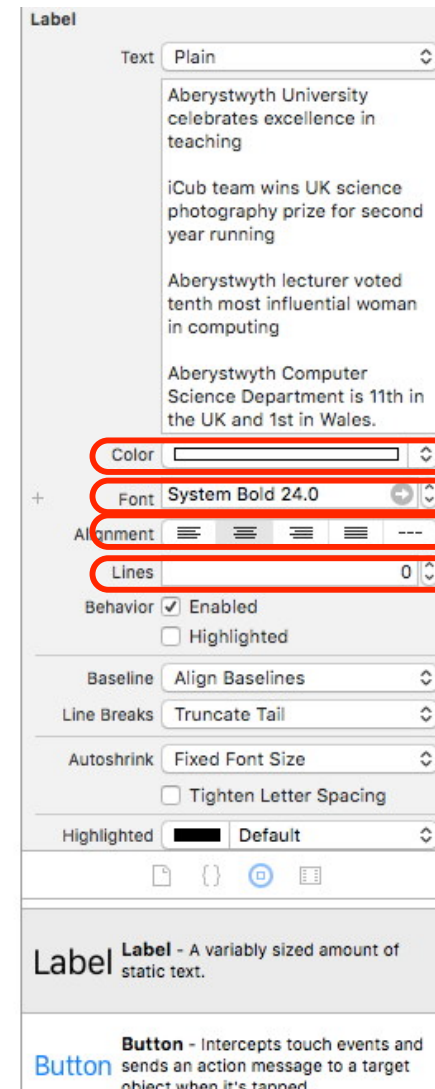 Label
Text Plain
Aberystwyth University
celebrates excellence in
teaching
iCub team wins UK science
photography prize for second
year running
Aberystwyth lecturer voted
tenth most influential woman
in computing
Aberystwyth Computer
Science Department is 11th in
the UK and 1st in Wales.
Color
+ Font System Bold 24.0
Alignment ---
Lines 0
Behavior Enabled
Highlighted
Baseline Align Baselines
Line Breaks Truncate Tail
Autoshrink Fixed Font Size
Tighten Letter Spacing
Highlighted Default
{}
Label Label - A variably sized amount of
static text.
Button - Intercepts touch events and
Button sends an action message to a target
object when it's tapped